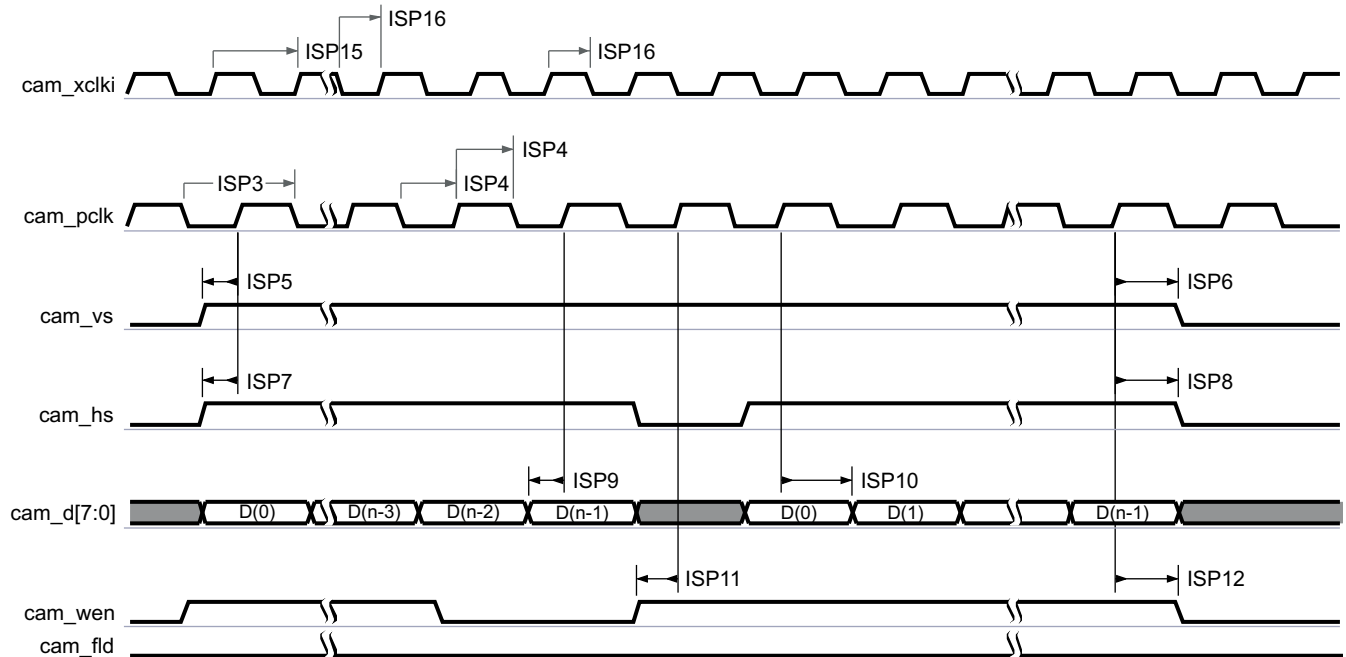 ISP16
ISP15 ISP16
cam_xclki
ISP4
ISP3 ISP4
cam_pclk
ISP5 ISP6
cam_vs
ISP7 ISP8
cam_hs
ISP9 ISP10
cam_d[7:0] D(0) D(n-3) D(n-2) D(n-1) D(0) D(1) D(n-1)
ISP11 ISP12
cam_wen
cam_fld